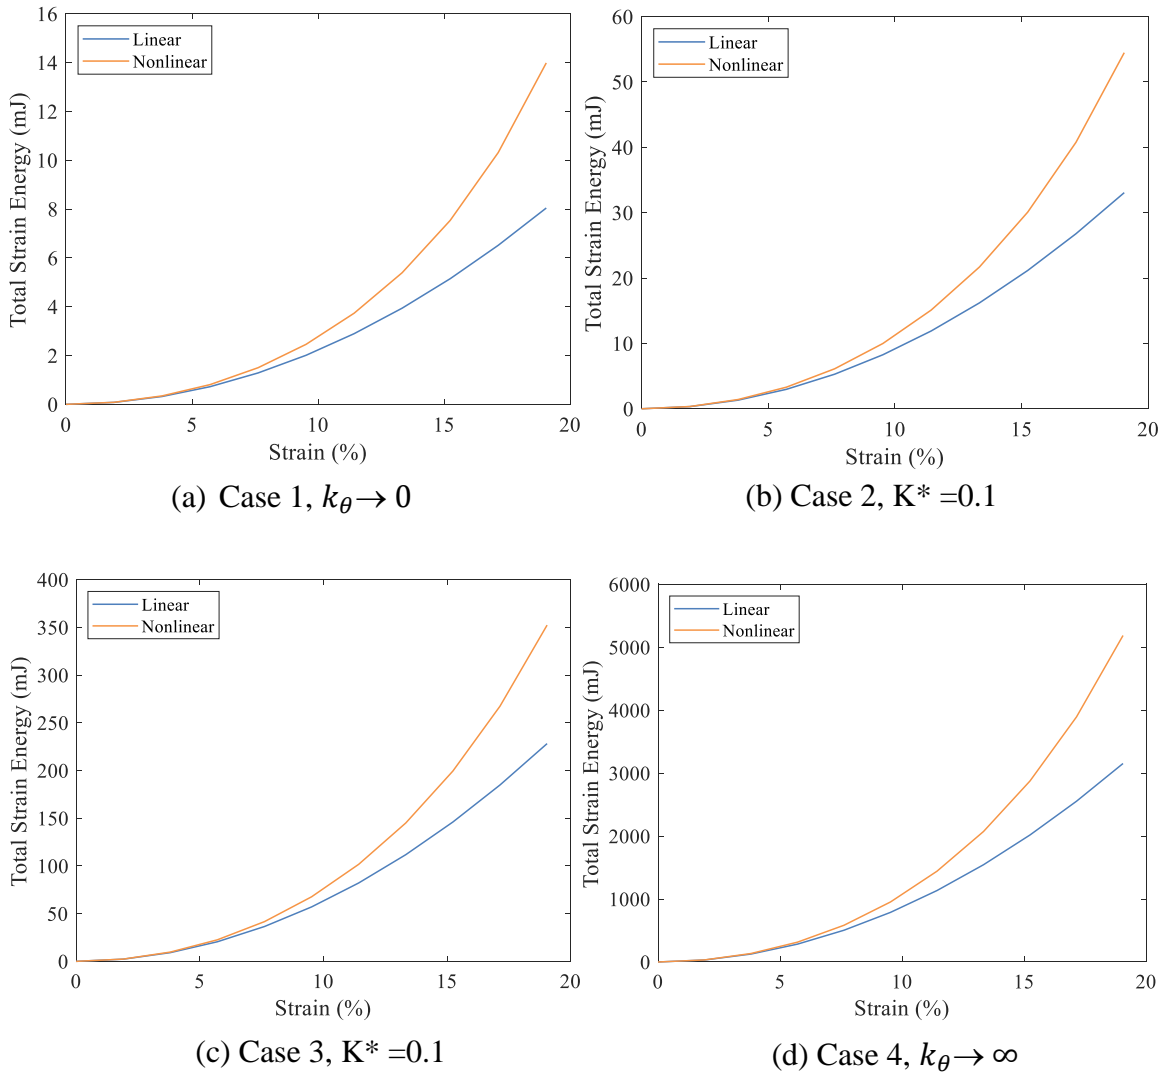 16
14
12
10
8
6
4
2
0
Total Strain Energy (mJ)
Linear
Nonlinear
0
5
10
15
20
Strain (%)
(a) Case 1, kθ → 0
60
50
40
30
20
10
0
Total Strain Energy (mJ)
Linear
Nonlinear
0
5
10
15
20
Strain (%)
(b) Case 2, K* =0.1
400
350
300
250
200
150
100
50
0
Total Strain Energy (mJ)
Linear
Nonlinear
0
5
10
15
20
Strain (%)
(c) Case 3, K* =0.1
6000
5000
4000
3000
2000
1000
0
Total Strain Energy (mJ)
Linear
Nonlinear
0
5
10
15
20
Strain (%)
(d) Case 4, kθ → ∞